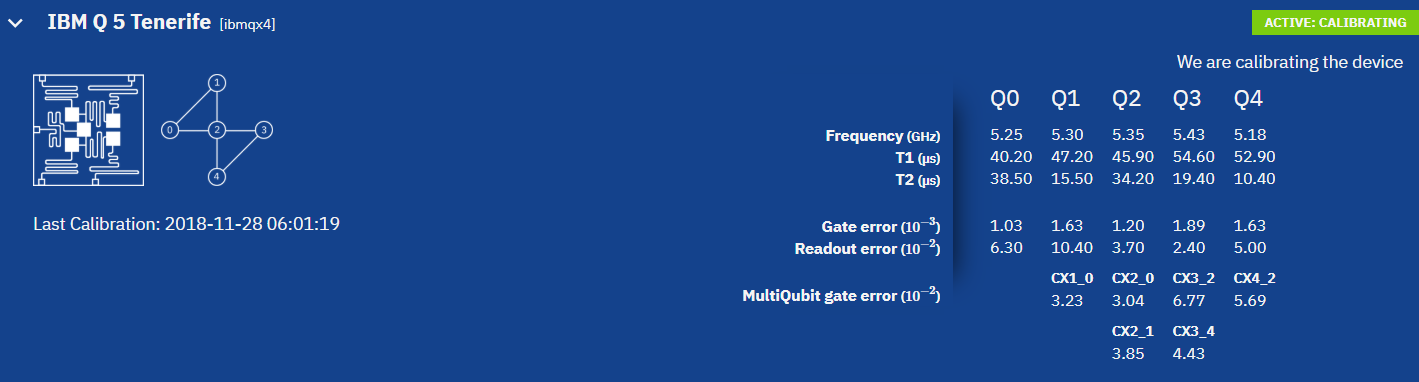 IBM Q 5 Tenerife [ibmqx4]
ACTIVE: CALIBRATING
We are calibrating the device
1
0 2 3
4
Last Calibration: 2018-11-28 06:01:19
Q0 Q1 Q2 Q3 Q4
Frequency (GHz) 5.25 5.30 5.35 5.43 5.18
T1 (µs) 40.20 47.20 45.90 54.60 52.90
T2 (µs) 38.50 15.50 34.20 19.40 10.40
Gate error (10⁻³) 1.03 1.63 1.20 1.89 1.63
Readout error (10⁻²) 6.30 10.40 3.70 2.40 5.00
CX1_0 CX2_0 CX3_2 CX4_2
MultiQubit gate error (10⁻²) 3.23 3.04 6.77 5.69
CX2_1 CX3_4
3.85 4.43